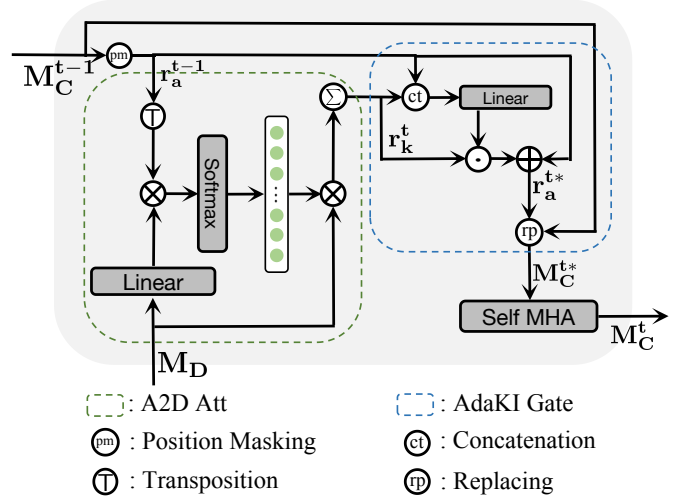 M_C^{t-1}
pm
r_a^{t-1}
T
Softmax
...
Σ
ct
Linear
r_k^t
r_a^{t*}
rp
M_C^{t*}
Linear
Self MHA
M_C^t
M_D
: A2D Att
: AdaKI Gate
pm : Position Masking
ct : Concatenation
T : Transposition
rp : Replacing